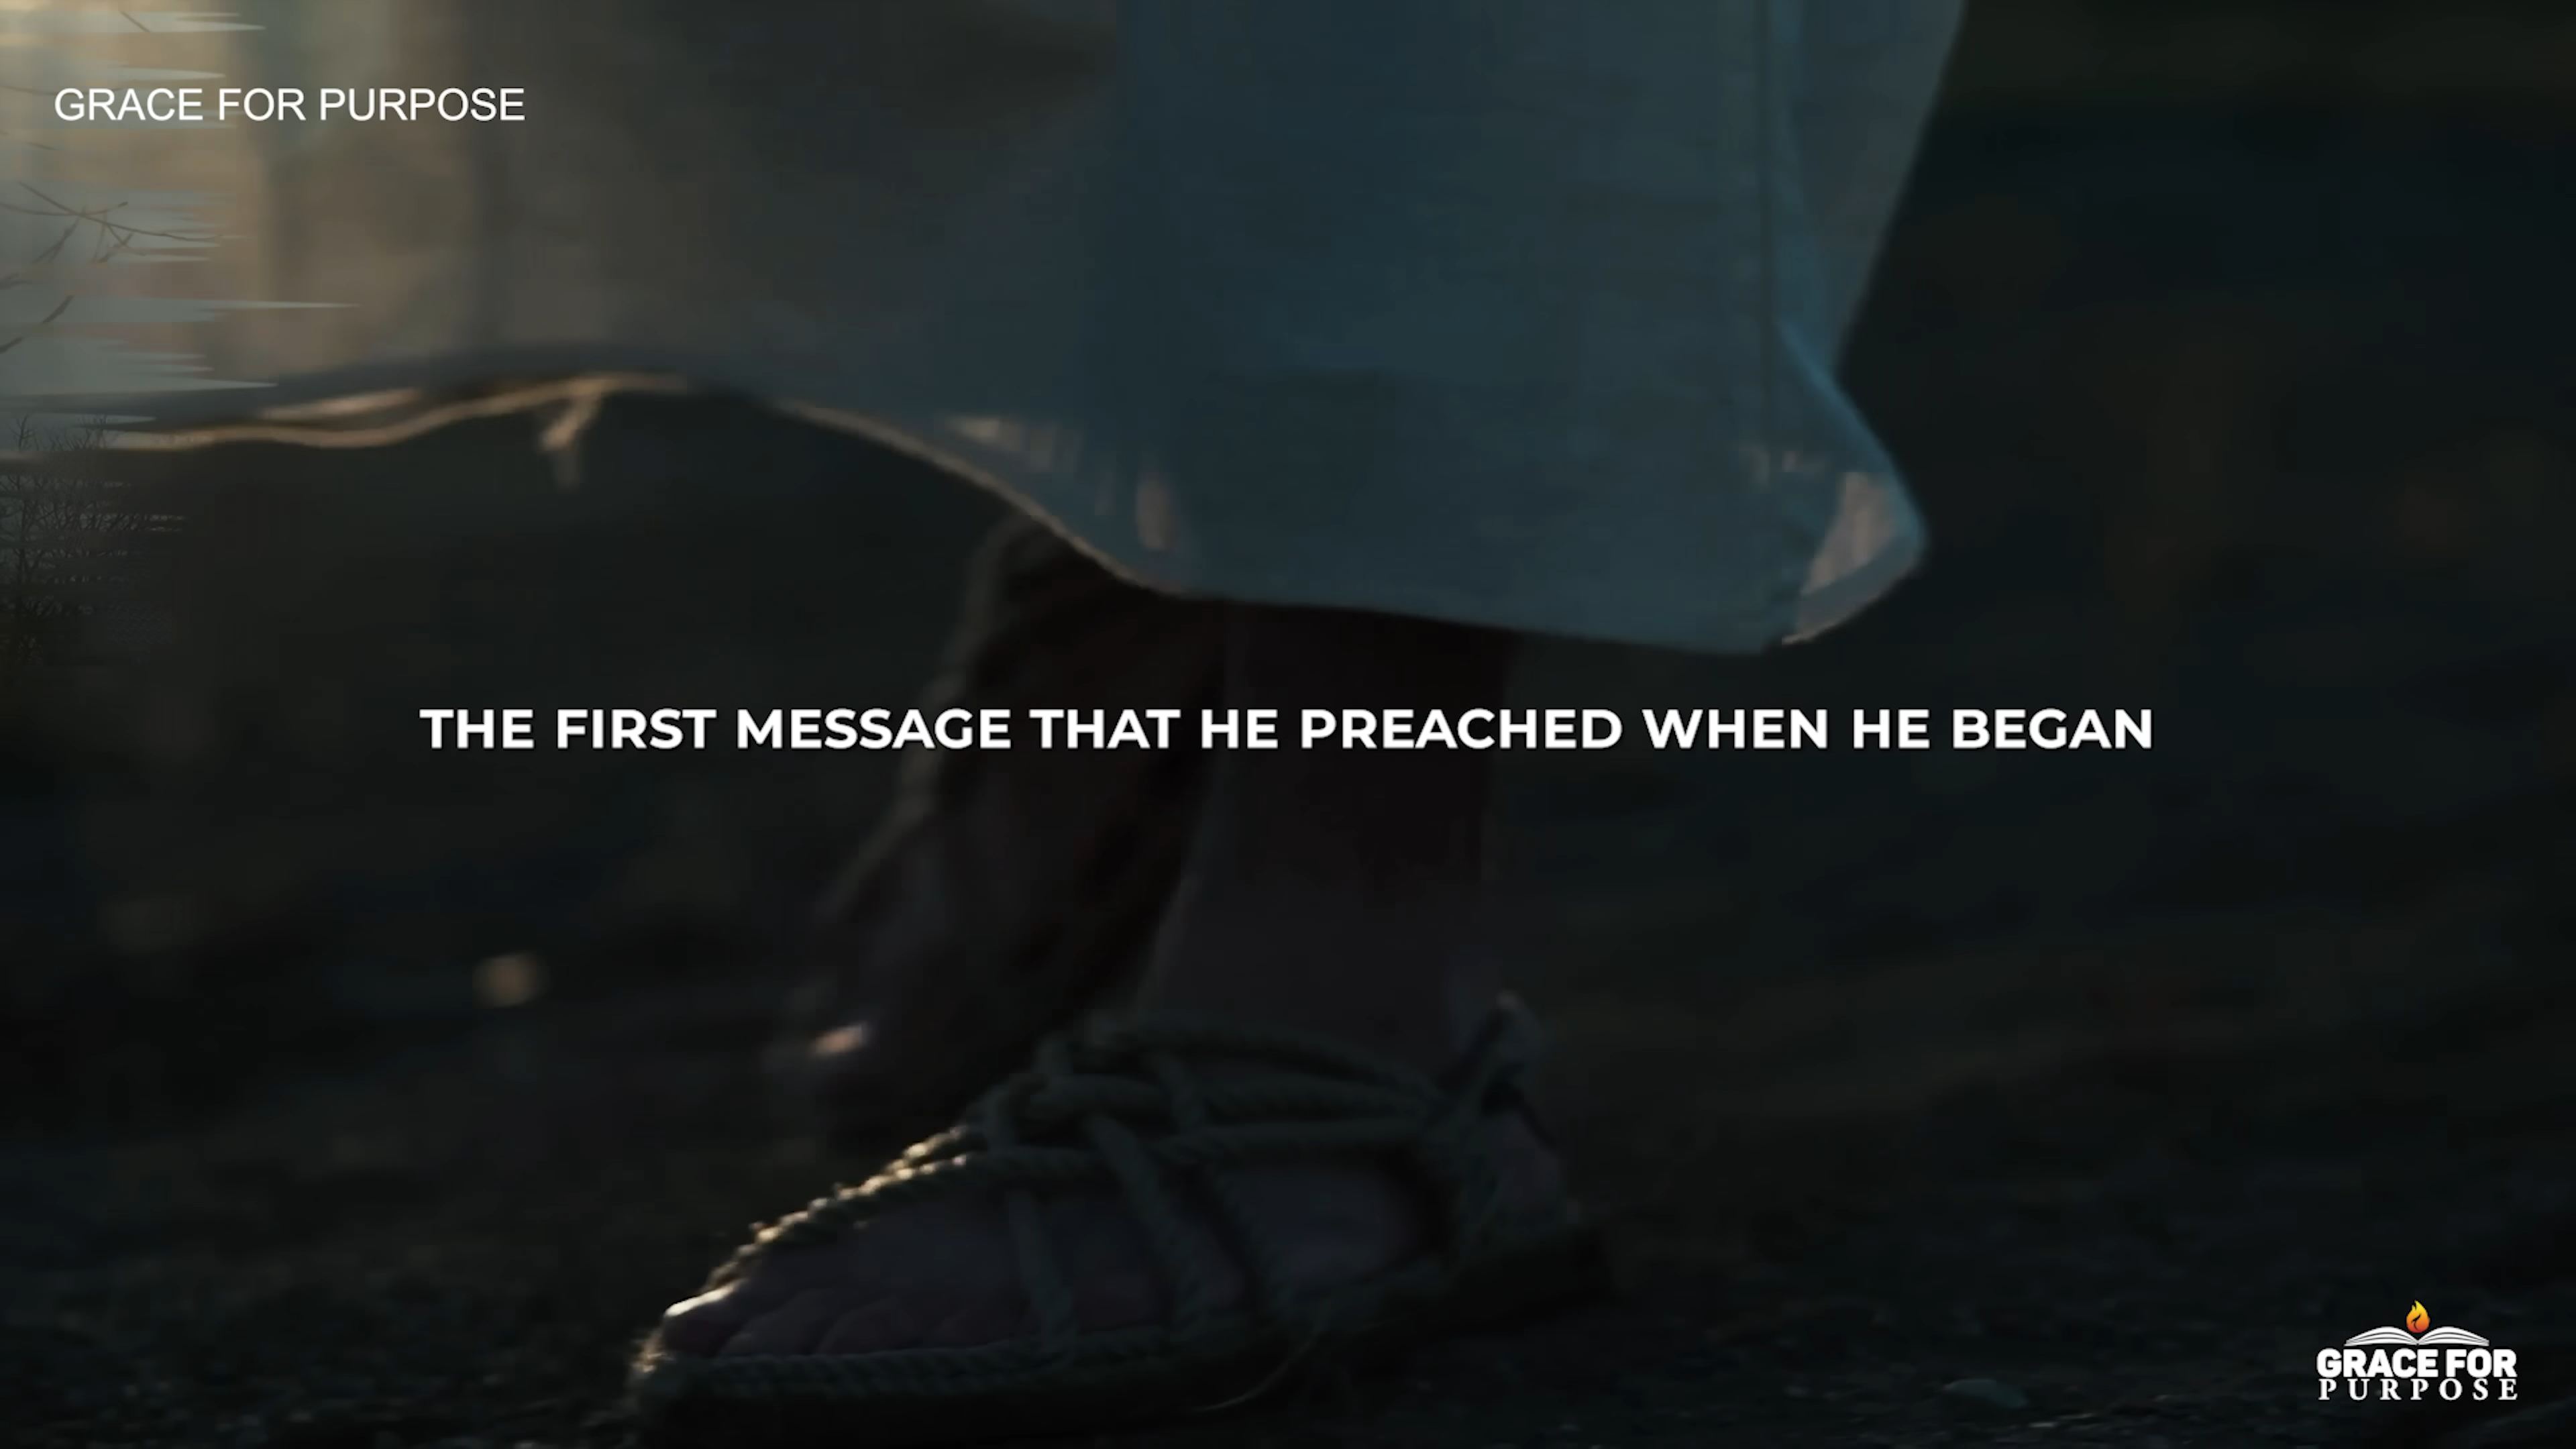 GRACE FOR PURPOSE
THE FIRST MESSAGE THAT HE PREACHED WHEN HE BEGAN
GRACE FOR
PURPOSE